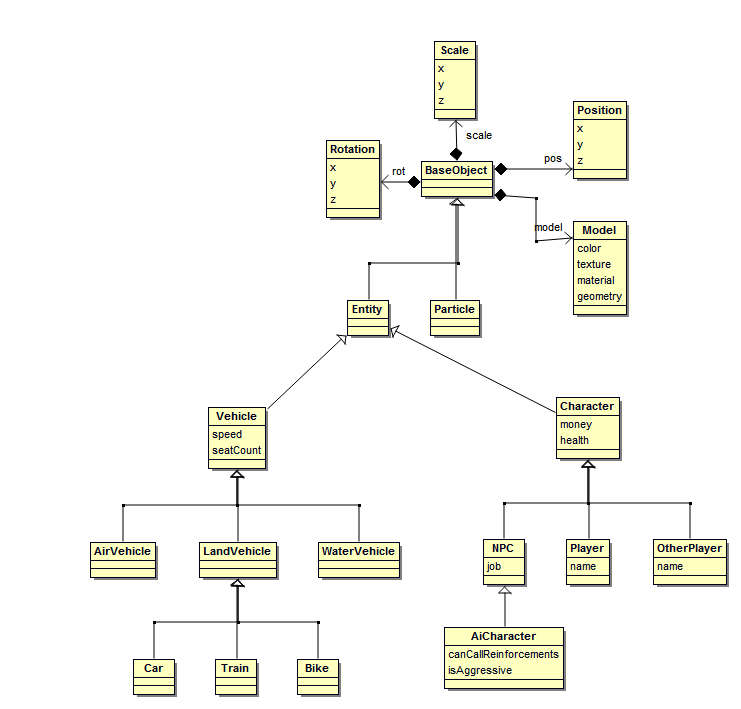 Scale
x
y
z
scale
Position
x
y
z
pos
Rotation
x
y
z
rot
BaseObject
model
Model
color
texture
material
geometry
Entity
Particle
Vehicle
speed
seatCount
Character
money
health
AirVehicle
LandVehicle
WaterVehicle
NPC
job
Player
name
OtherPlayer
name
AiCharacter
canCallReinforcements
isAggressive
Car
Train
Bike